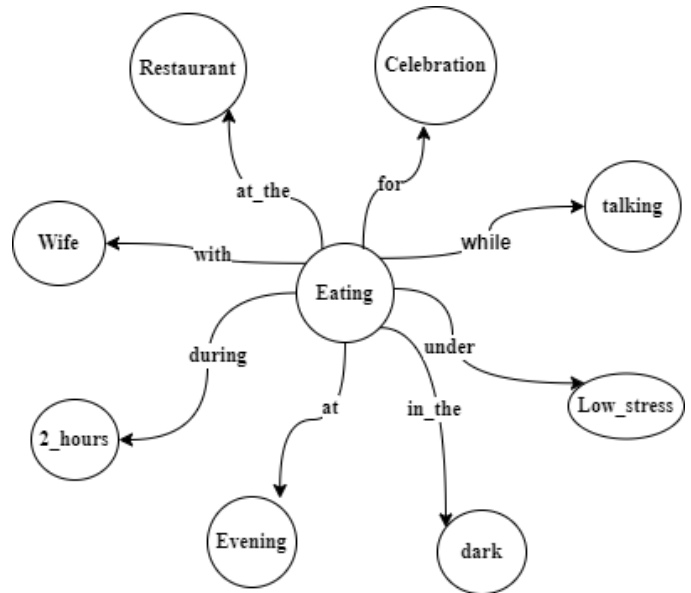 Restaurant
Celebration
at_the
for
talking
Wife
with
while
Eating
during
under
Low_stress
2_hours
at
in_the
Evening
dark